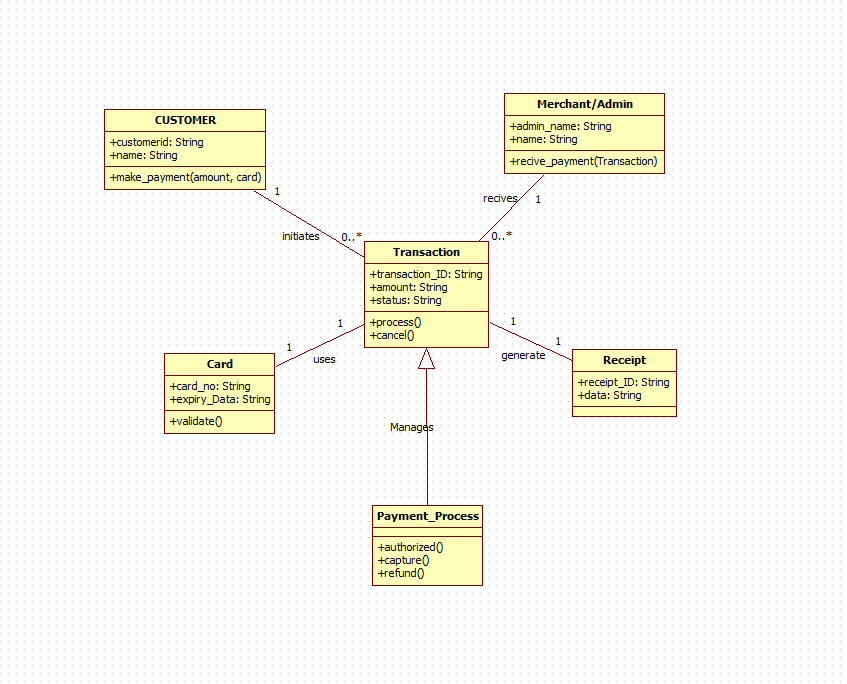 CUSTOMER
+customerid: String
+name: String
+make_payment(amount, card)
1
initiates
0..*
Merchant/Admin
+admin_name: String
+name: String
+recive_payment(Transaction)
recives
1
0..*
Transaction
+transaction_ID: String
+amount: String
+status: String
+process()
+cancel()
1
1
uses
Card
+card_no: String
+expiry_Data: String
+validate()
1
1
generate
Receipt
+receipt_ID: String
+data: String
Manages
Payment_Process
+authorized()
+capture()
+refund()